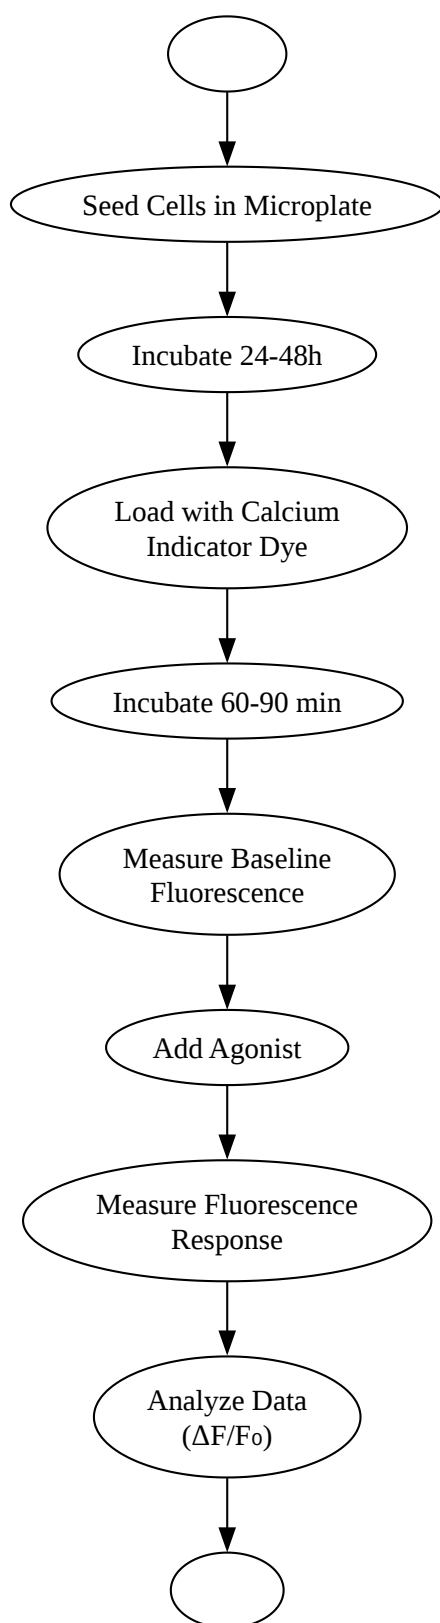 Seed Cells in Microplate
Incubate 24-48h
Load with Calcium
Indicator Dye
Incubate 60-90 min
Measure Baseline
Fluorescence
Add Agonist
Measure Fluorescence
Response
Analyze Data
(ΔF/F₀)